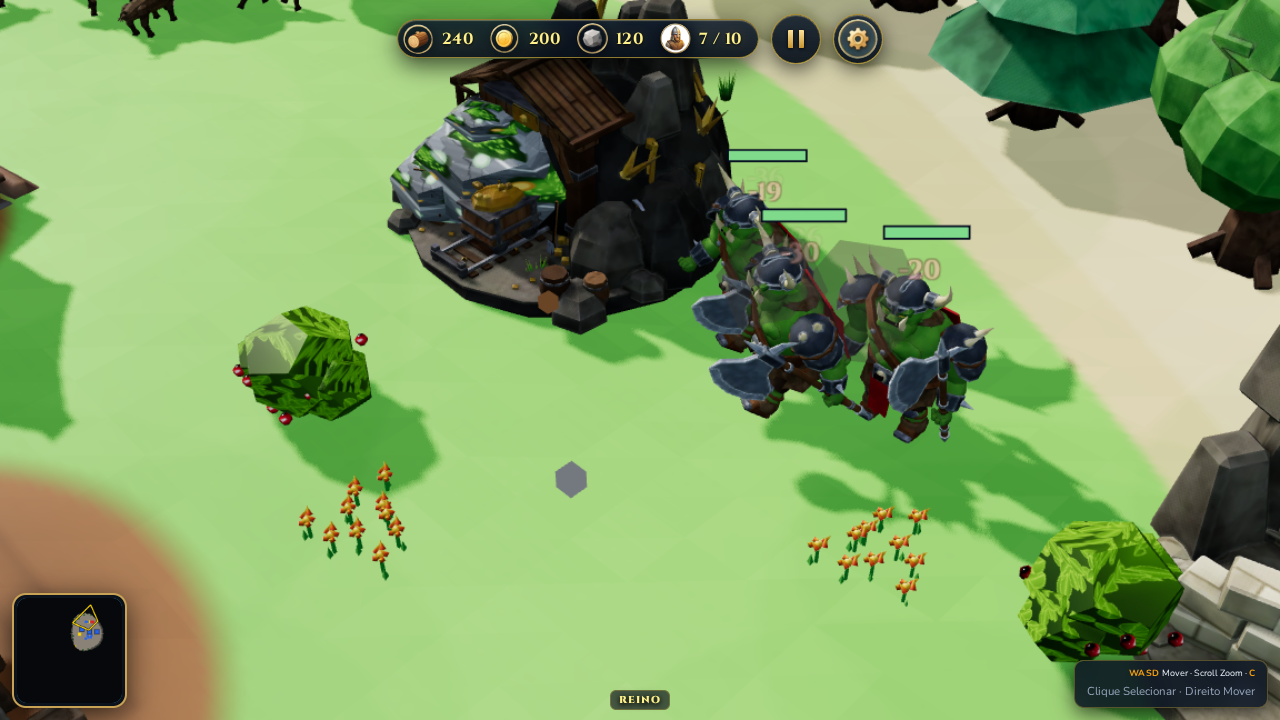 240 200 120 7 / 10
-19
-20
WASD Mover · Scroll Zoom · C
Clique Selecionar · Direito Mover
REINO